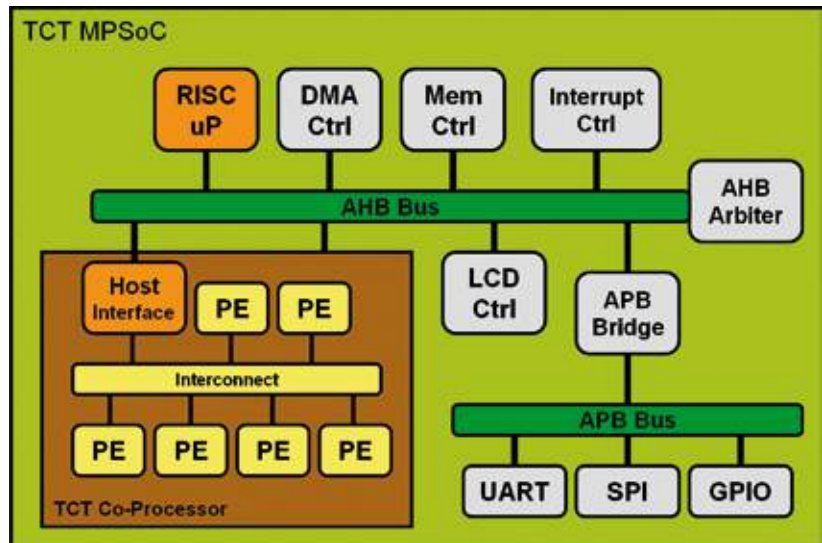 TCT MPSoC
RISC
uP
DMA
Ctrl
Mem
Ctrl
Interrupt
Ctrl
AHB Bus
AHB
Arbiter
Host
Interface
PE
PE
LCD
Ctrl
APB
Bridge
Interconnect
PE
PE
PE
PE
APB Bus
UART
SPI
GPIO
TCT Co-Processor